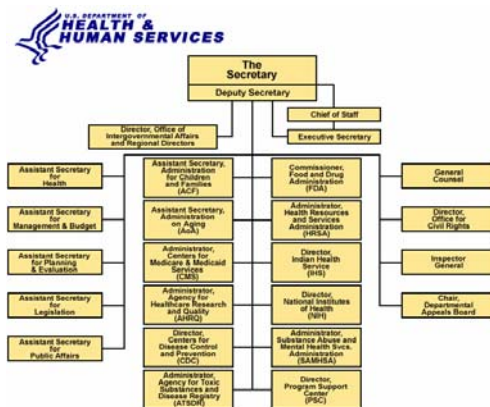 U.S. DEPARTMENT OF
HEALTH &
HUMAN SERVICES
The
Secretary
Deputy Secretary
Chief of Staff
Director, Office of
Intergovernmental Affairs
and Regional Directors
Executive Secretary
Assistant Secretary
for
Health
Assistant Secretary,
Administration
for Children
and Families
(ACF)
Commissioner,
Food and Drug
Administration
(FDA)
General
Counsel
Assistant Secretary
for
Management & Budget
Assistant Secretary,
Administration
on Aging
(AoA)
Administrator,
Health Resources
and Services
Administration
(HRSA)
Director,
Office for
Civil Rights
Assistant Secretary
for Planning
& Evaluation
Administrator,
Centers for
Medicare & Medicaid
Services
(CMS)
Director,
Indian Health
Service
(IHS)
Inspector
General
Assistant Secretary
for
Legislation
Administrator,
Agency for
Healthcare Research
and Quality
(AHRQ)
Director,
National Institutes
of Health
(NIH)
Chair,
Departmental
Appeals Board
Assistant Secretary
for
Public Affairs
Director,
Centers for
Disease Control
and Prevention
(CDC)
Administrator,
Substance Abuse and
Mental Health Svcs.
Administration
(SAMHSA)
Administrator,
Agency for Toxic
Substances and
Disease Registry
(ATSDR)
Director,
Program Support
Center
(PSC)